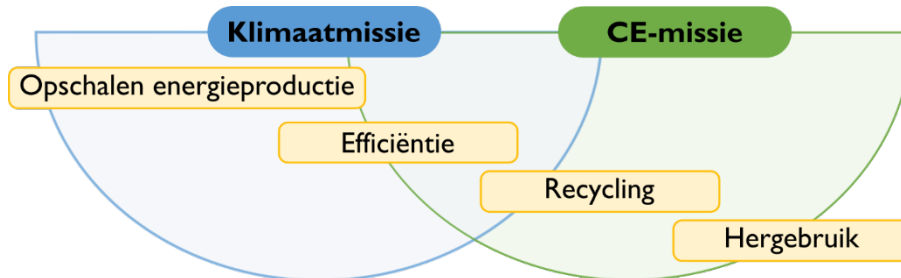 Klimaatmissie
CE-missie
Opschalen energieproductie
Efficiëntie
Recycling
Hergebruik